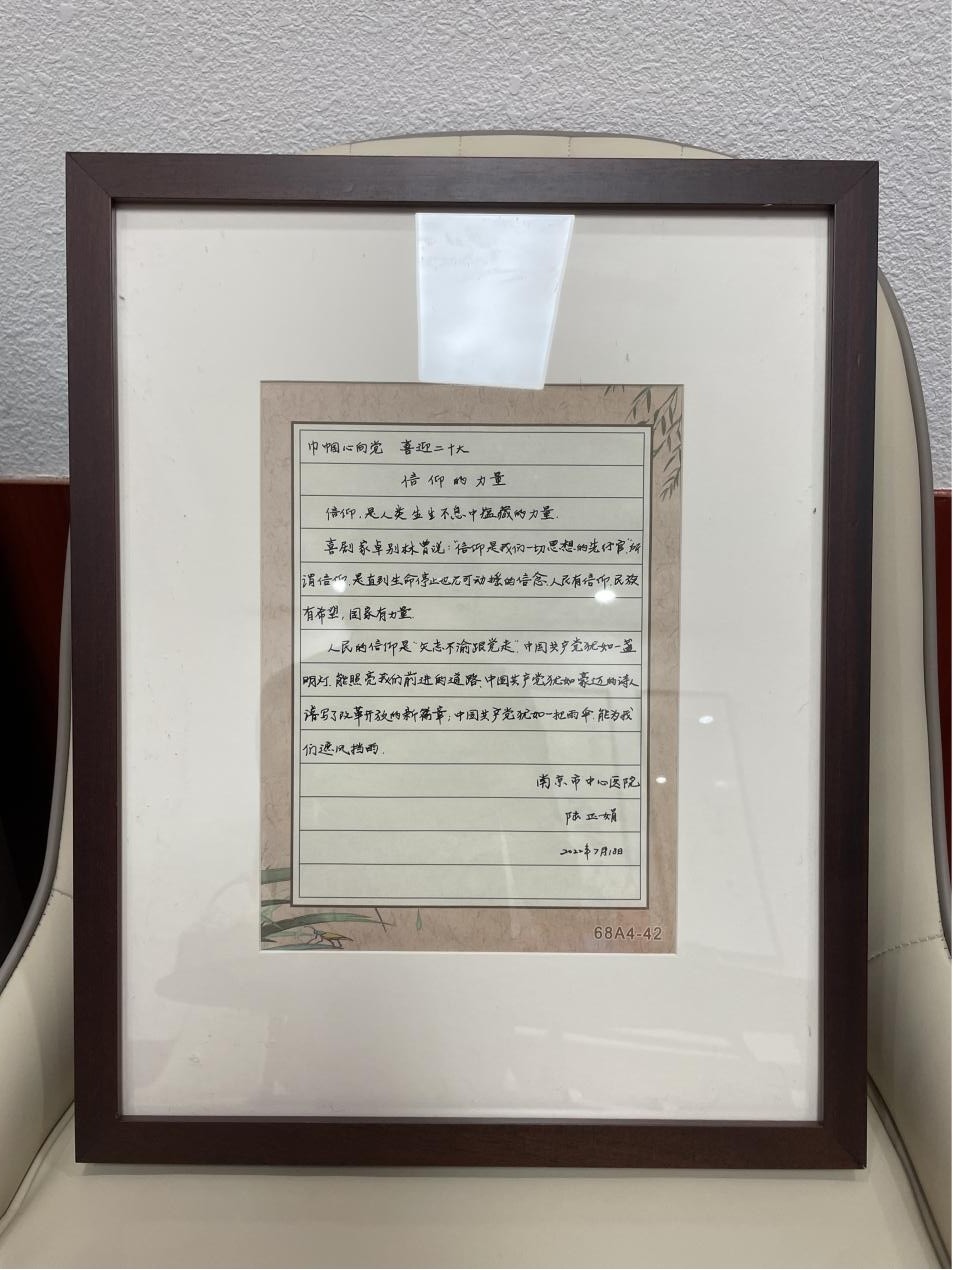 巾帼心向党 喜迎二十大
信仰的力量
信仰,是人类生生不息中蕴藏的力量.
喜剧家卓别林曾说:“信仰是我们一切思想的先行官”所
谓信仰,是直到生命停止也不可动摇的信念.人民有信仰,民族
有希望,国家有力量.
人民的信仰是“矢志不渝跟党走”.中国共产党犹如一盏
明灯.能照亮我们前进的道路、中国共产党犹如豪迈的诗人
谱写了改革开放的新篇章;中国共产党犹如一把雨伞.能为我
们遮风挡雨.
南京市中心医院
陆正娟
2022年7月18日
68A4-42